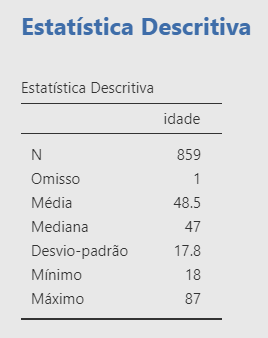 Estatística Descritiva
Estatística Descritiva
idade
N 859
Omisso 1
Média 48.5
Mediana 47
Desvio-padrão 17.8
Mínimo 18
Máximo 87